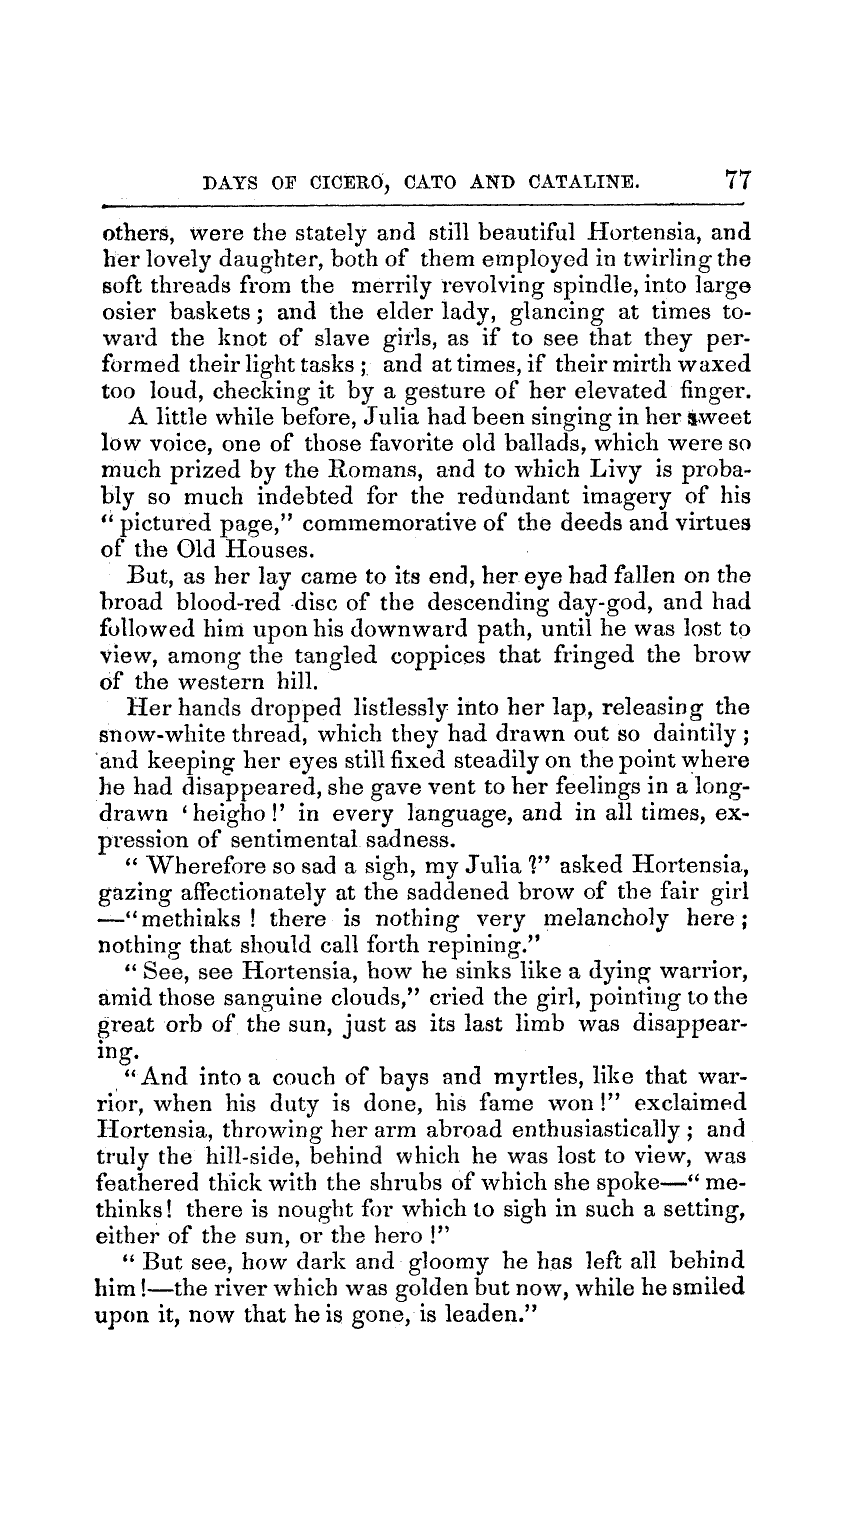 DAYS OF CICERO, CATO AND CATALINE. 77
others, were the stately and still beautiful Hortensia, and
her lovely daughter, both of them employed in twirling the
soft threads from the merrily revolving spindle, into large
osier baskets ; and the elder lady, glancing at times to-
ward the knot of slave girls, as if to see that they per-
formed their light tasks ; and at times, if their mirth waxed
too loud, checking it by a gesture of her elevated finger.
A little while before, Julia had been singing in her sweet
low voice, one of those favorite old ballads, which were so
much prized by the Romans, and to which Livy is proba-
bly so much indebted for the redundant imagery of his
“ pictured page,” commemorative of the deeds and virtues
of the Old Houses.
But, as her lay came to its end, her eye had fallen on the
broad blood-red disc of the descending day-god, and had
followed him upon his downward path, until he was lost to
view, among the tangled coppices that fringed the brow
of the western hill.
Her hands dropped listlessly into her lap, releasing the
snow-white thread, which they had drawn out so daintily ;
and keeping her eyes still fixed steadily on the point where
he had disappeared, she gave vent to her feelings in a long-
drawn ‘ heigho !’ in every language, and in all times, ex-
pression of sentimental sadness.
“ Wherefore so sad a sigh, my Julia ?” asked Hortensia,
gazing affectionately at the saddened brow of the fair girl
—“methinks ! there is nothing very melancholy here ;
nothing that should call forth repining.”
“ See, see Hortensia, how he sinks like a dying warrior,
amid those sanguine clouds,” cried the girl, pointing to the
great orb of the sun, just as its last limb was disappear-
ing.
“And into a couch of bays and myrtles, like that war-
rior, when his duty is done, his fame won !” exclaimed
Hortensia, throwing her arm abroad enthusiastically ; and
truly the hill-side, behind which he was lost to view, was
feathered thick with the shrubs of which she spoke—“ me-
thinks! there is nought for which to sigh in such a setting,
either of the sun, or the hero !”
“ But see, how dark and gloomy he has left all behind
him !—the river which was golden but now, while he smiled
upon it, now that he is gone, is leaden.”